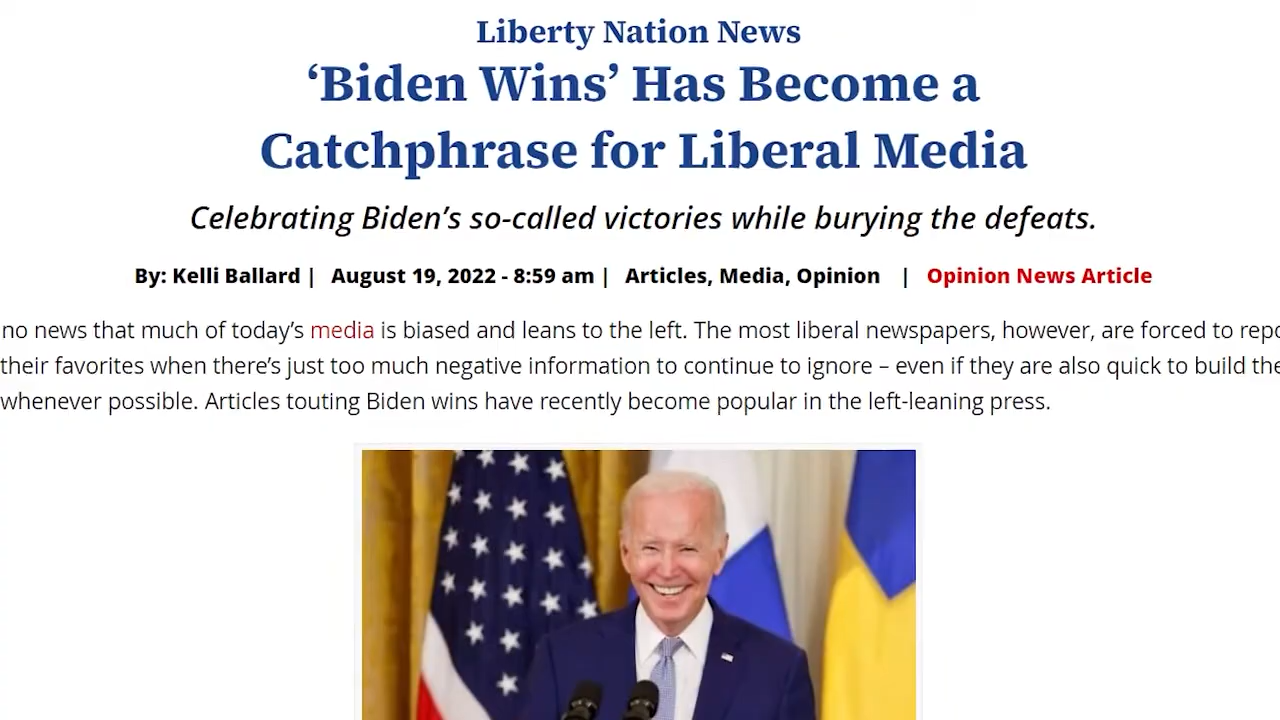 Liberty Nation News
‘Biden Wins’ Has Become a
Catchphrase for Liberal Media
Celebrating Biden’s so-called victories while burying the defeats.
By: Kelli Ballard | August 19, 2022 - 8:59 am | Articles, Media, Opinion | Opinion News Article
no news that much of today’s media is biased and leans to the left. The most liberal newspapers, however, are forced to
their favorites when there’s just too much negative information to continue to ignore – even if they are also quick to build
whenever possible. Articles touting Biden wins have recently become popular in the left-leaning press.